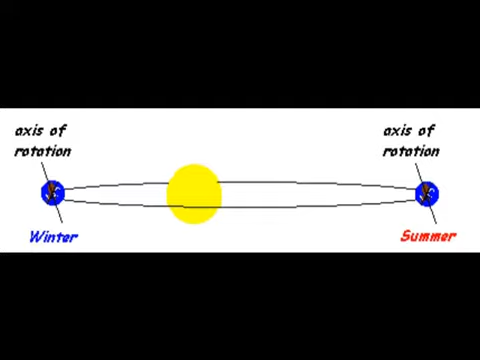 axis of
rotation
axis of
rotation
Winter
Summer